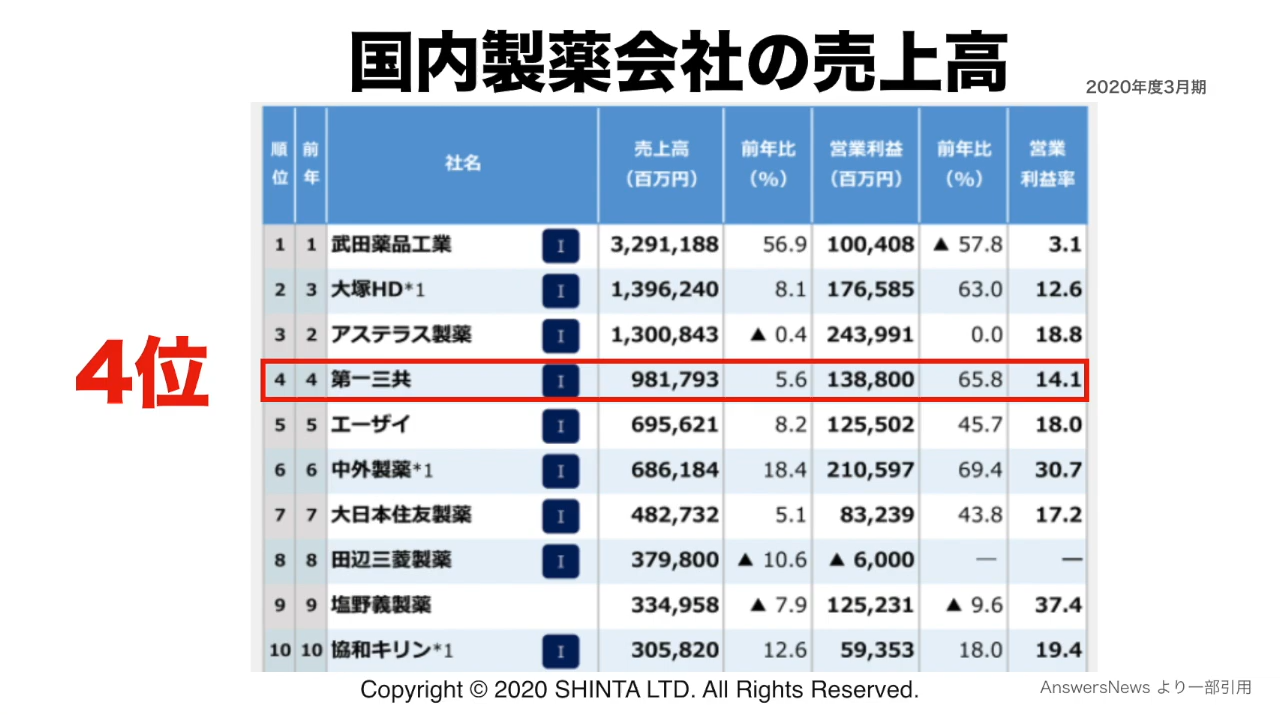 国内製薬会社の売上高
2020年度3月期
順位 前年 社名 売上高（百万円） 前年比（%） 営業利益（百万円） 前年比（%） 営業利益率
1 1 武田薬品工業 I 3,291,188 56.9 100,408 ▲ 57.8 3.1
2 3 大塚HD*1 I 1,396,240 8.1 176,585 63.0 12.6
3 2 アステラス製薬 I 1,300,843 ▲ 0.4 243,991 0.0 18.8
4位
4 4 第一三共 I 981,793 5.6 138,800 65.8 14.1
5 5 エーザイ I 695,621 8.2 125,502 45.7 18.0
6 6 中外製薬*1 I 686,184 18.4 210,597 69.4 30.7
7 7 大日本住友製薬 I 482,732 5.1 83,239 43.8 17.2
8 8 田辺三菱製薬 I 379,800 ▲ 10.6 ▲ 6,000 — —
9 9 塩野義製薬 334,958 ▲ 7.9 125,231 ▲ 9.6 37.4
10 10 協和キリン*1 I 305,820 12.6 59,353 18.0 19.4
Copyright © 2020 SHINTA LTD. All Rights Reserved.
AnswersNews より一部引用